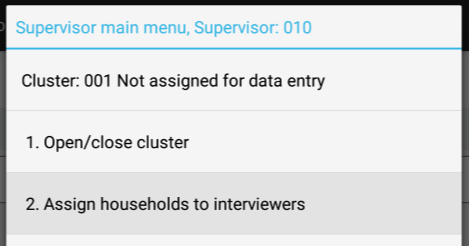 Supervisor main menu, Supervisor: 010
Cluster: 001 Not assigned for data entry
1. Open/close cluster
2. Assign households to interviewers